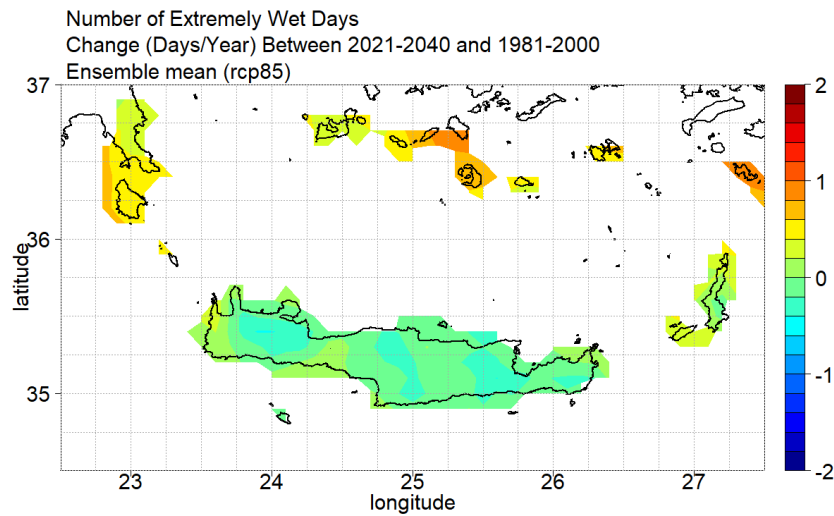 Number of Extremely Wet Days
Change (Days/Year) Between 2021-2040 and 1981-2000
Ensemble mean (rcp85)
37
36
35
latitude
23 24 25 26 27
longitude
2
1
0
-1
-2